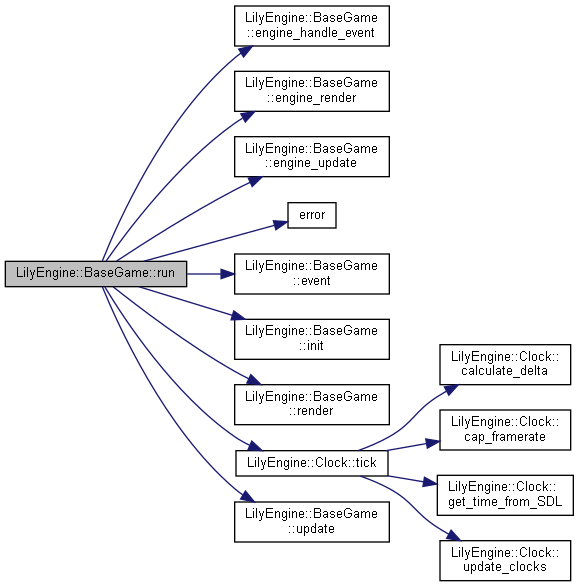 LilyEngine::BaseGame::run
LilyEngine::BaseGame
::engine_handle_event
LilyEngine::BaseGame
::engine_render
LilyEngine::BaseGame
::engine_update
error
LilyEngine::BaseGame
::event
LilyEngine::BaseGame
::init
LilyEngine::BaseGame
::render
LilyEngine::Clock::tick
LilyEngine::BaseGame
::update
LilyEngine::Clock::
calculate_delta
LilyEngine::Clock::
cap_framerate
LilyEngine::Clock::
get_time_from_SDL
LilyEngine::Clock::
update_clocks